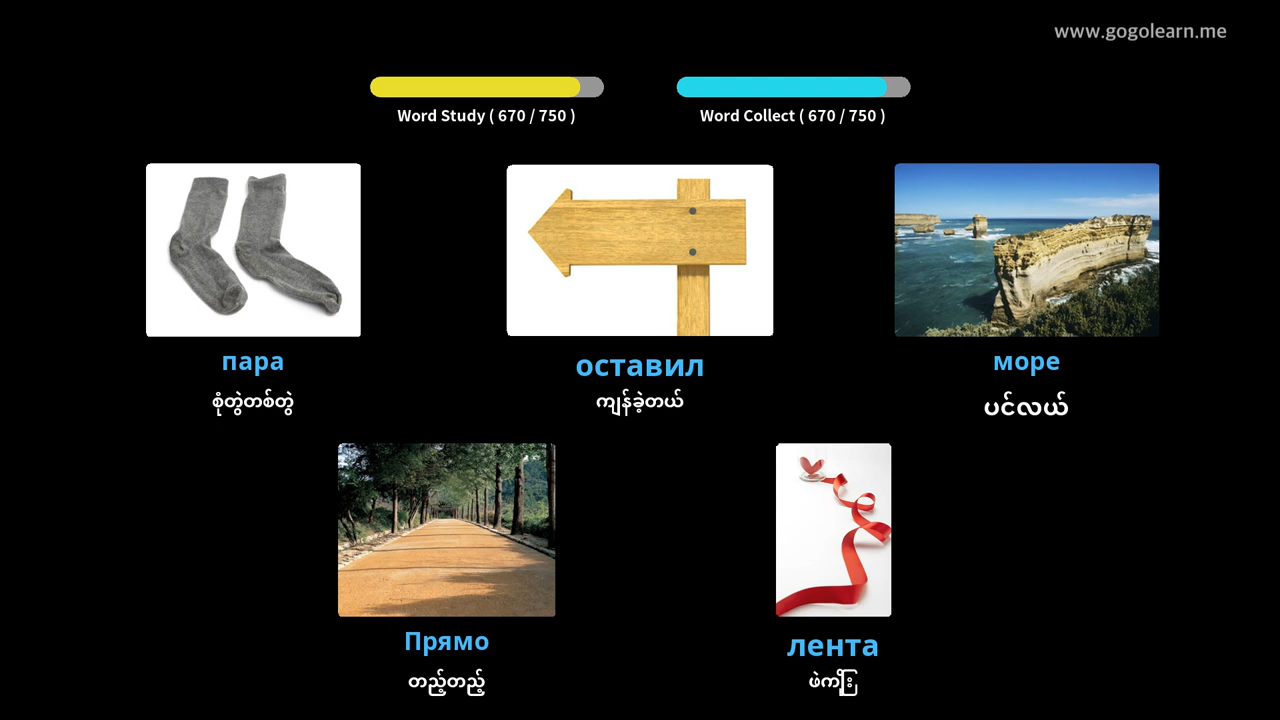 www.gogolearn.me
Word Study ( 670 / 750 )
Word Collect ( 670 / 750 )
пара
оставил
море
စုံတွဲတစ်တွဲ
ကျန်ခဲ့တယ်
ပင်လယ်
Прямо
лента
တည့်တည့်
ဖဲကြိုး